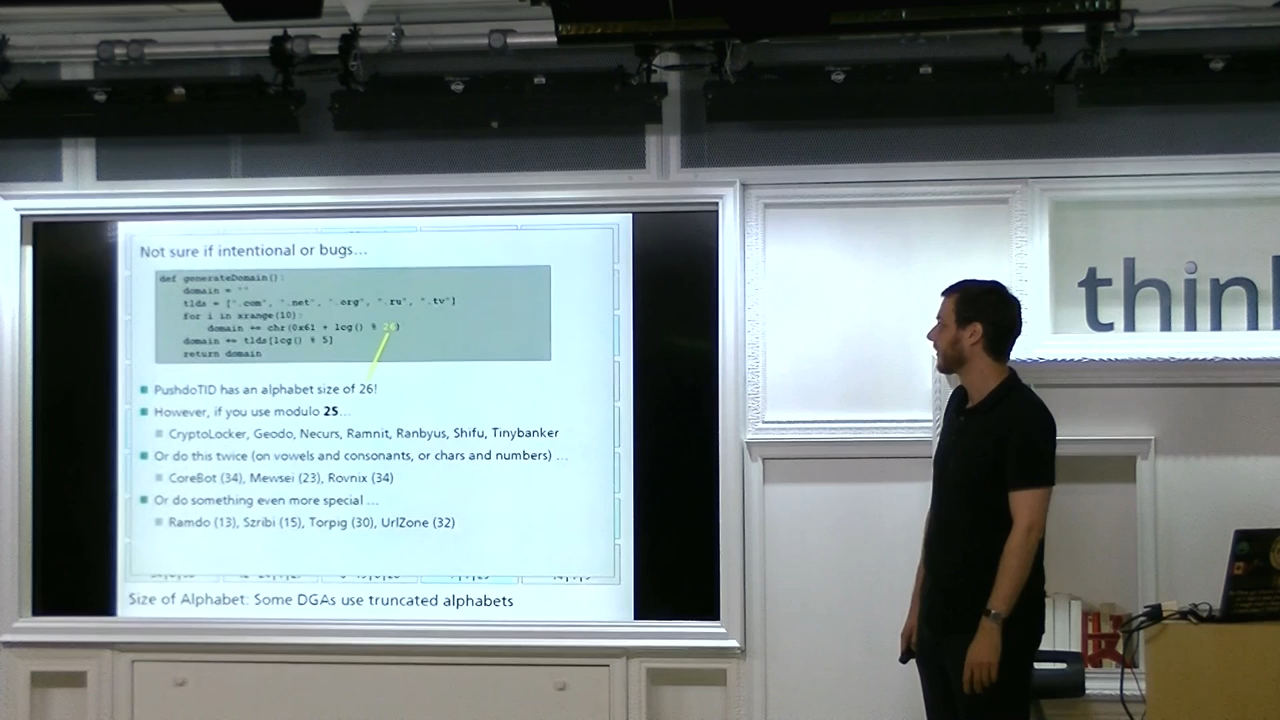 Not sure if intentional or bugs...
def generateDomain():
domain = ""
tlds = [".com", ".net", ".org", ".ru", ".tv"]
for i in xrange(10):
domain += chr(0x61 + lcg() % 26)
domain += tlds[lcg() % 5]
return domain
PushdoTID has an alphabet size of 26!
However, if you use modulo 25...
CryptoLocker, Geodo, Necurs, Ramnit, Ranbyus, Shifu, Tinybanker
Or do this twice (on vowels and consonants, or chars and numbers) ...
CoreBot (34), Mewsei (23), Rovnix (34)
Or do something even more special ...
Ramdo (13), Szribi (15), Torpig (30), UrlZone (32)
Size of Alphabet: Some DGAs use truncated alphabets
think